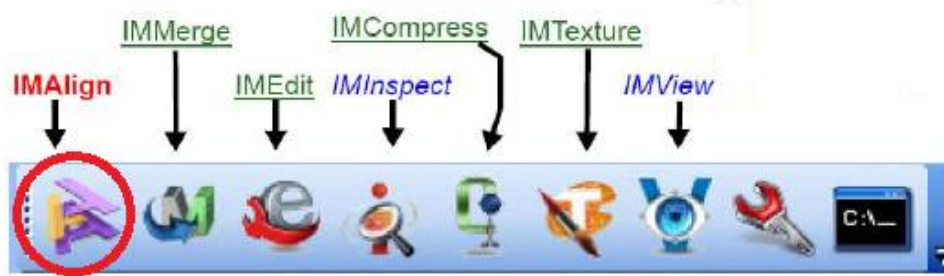 IMMerge
IMCompress
IMTexture
IMAlign
IMEdit
IMInspect
IMView
C:\_